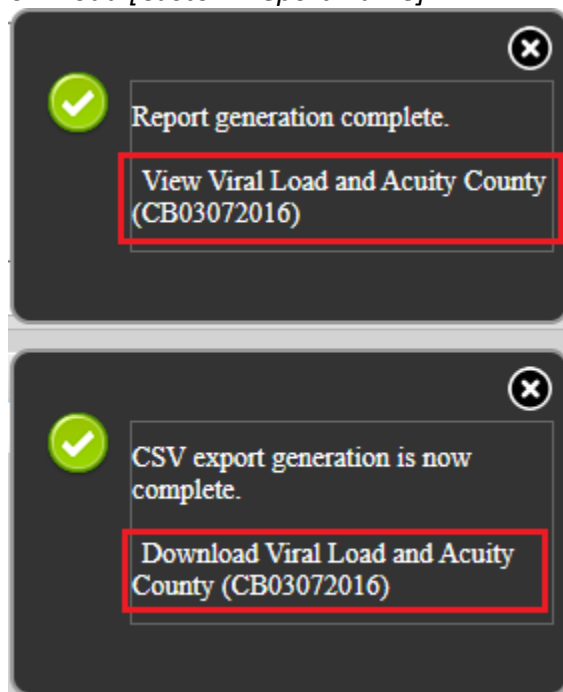 Report generation complete.
View Viral Load and Acuity County
(CB03072016)
CSV export generation is now
complete.
Download Viral Load and Acuity
County (CB03072016)